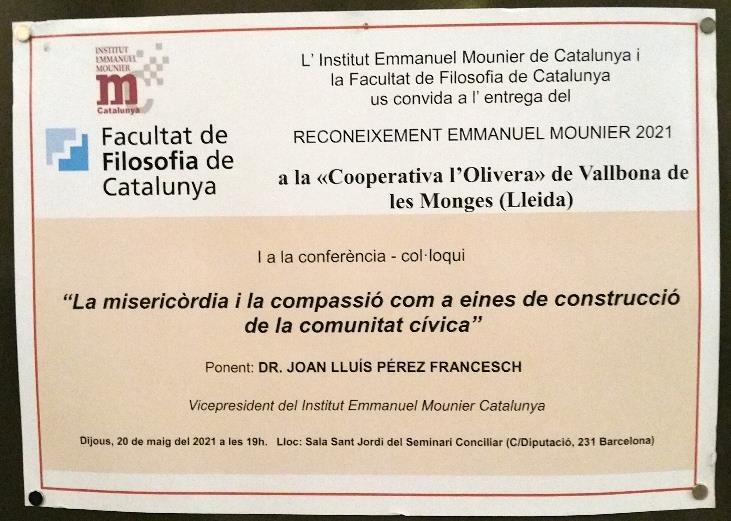 INSTITUT
EMMANUEL
MOUNIER
m
Catalunya
Facultat de
Filosofia de
Catalunya
L' Institut Emmanuel Mounier de Catalunya i
la Facultat de Filosofia de Catalunya
us convida a l' entrega del
RECONEIXEMENT EMMANUEL MOUNIER 2021
a la «Cooperativa l'Olivera» de Vallbona de
les Monges (Lleida)
I a la conferència - col·loqui
“La misericòrdia i la compassió com a eines de construcció
de la comunitat cívica”
Ponent: DR. JOAN LLUÍS PÉREZ FRANCESCH
Vicepresident del Institut Emmanuel Mounier Catalunya
Dijous, 20 de maig del 2021 a les 19h. Lloc: Sala Sant Jordi del Seminari Conciliar (C/Diputació, 231 Barcelona)